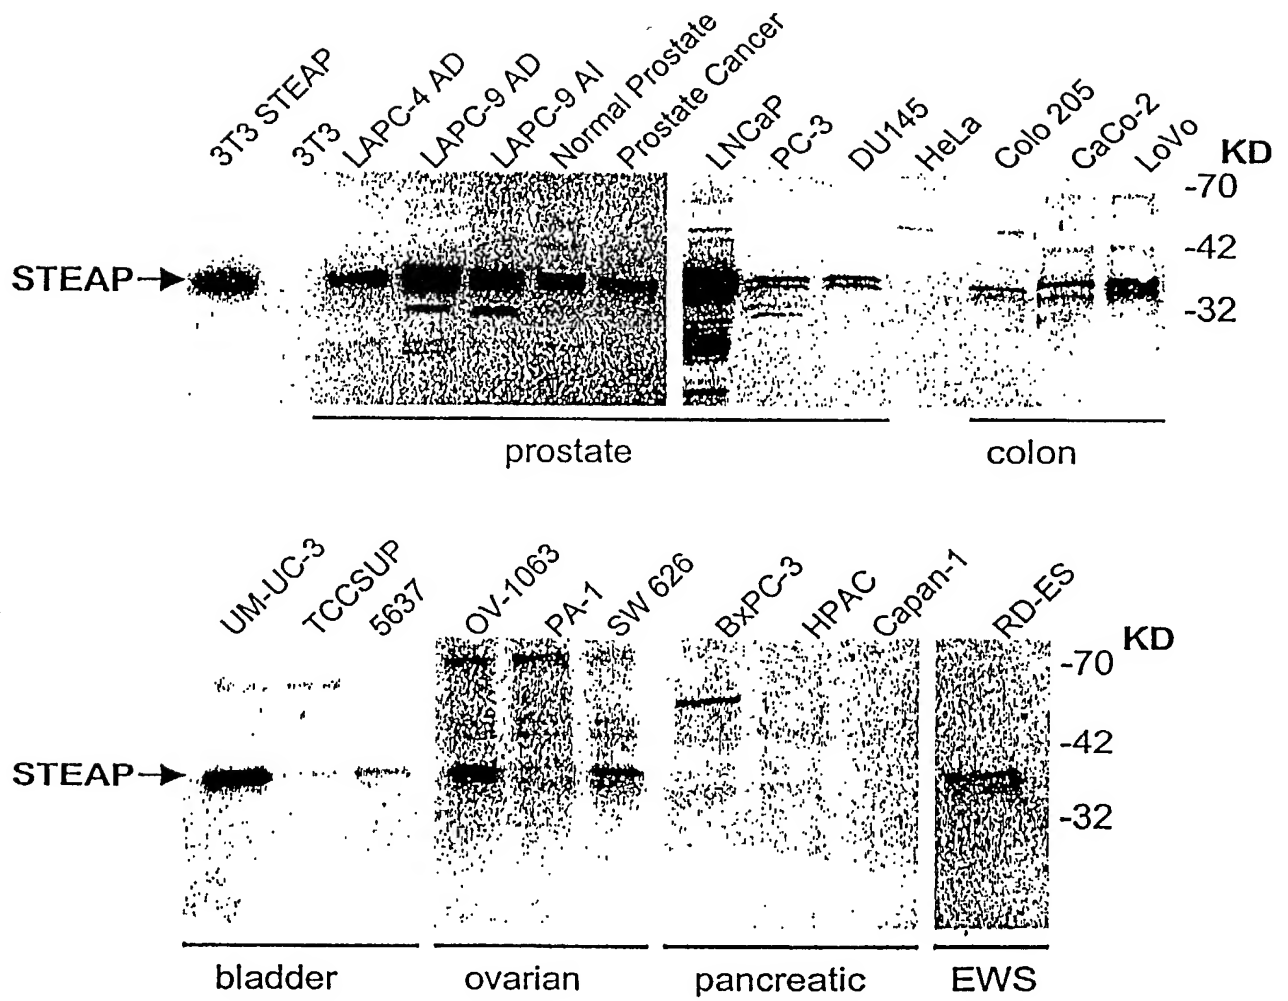 3T3 STEAP
3T3
LAPC-4 AD
LAPC-9 AD
LAPC-9 AI
Normal Prostate
Prostate Cancer
LNCaP
PC-3
DU145
HeLa
Colo 205
CaCo-2
LoVo
KD
-70
-42
STEAP
-32
prostate
colon
UM-UC-3
TCCSUP
5637
OV-1063
PA-1
SW 626
BxPC-3
HPAC
Capan-1
RD-ES
KD
-70
-42
STEAP
-32
bladder
ovarian
pancreatic
EWS